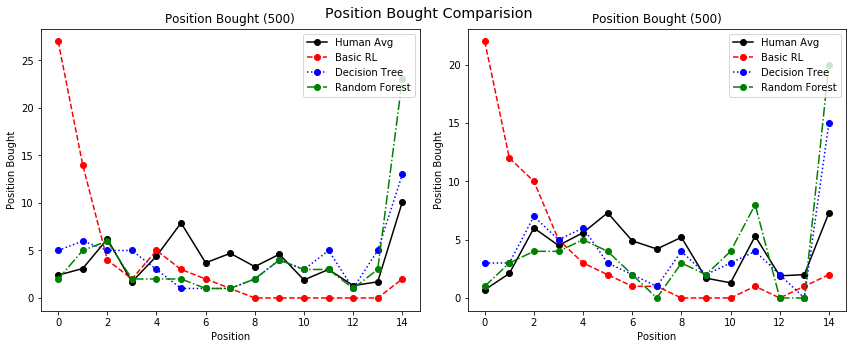 Position Bought Comparision
Position Bought (500)
Human Avg
Basic RL
Decision Tree
Random Forest
Position Bought
25
20
15
10
5
0
0 2 4 6 8 10 12 14
Position
Position Bought (500)
Human Avg
Basic RL
Decision Tree
Random Forest
Position Bought
20
15
10
5
0
0 2 4 6 8 10 12 14
Position